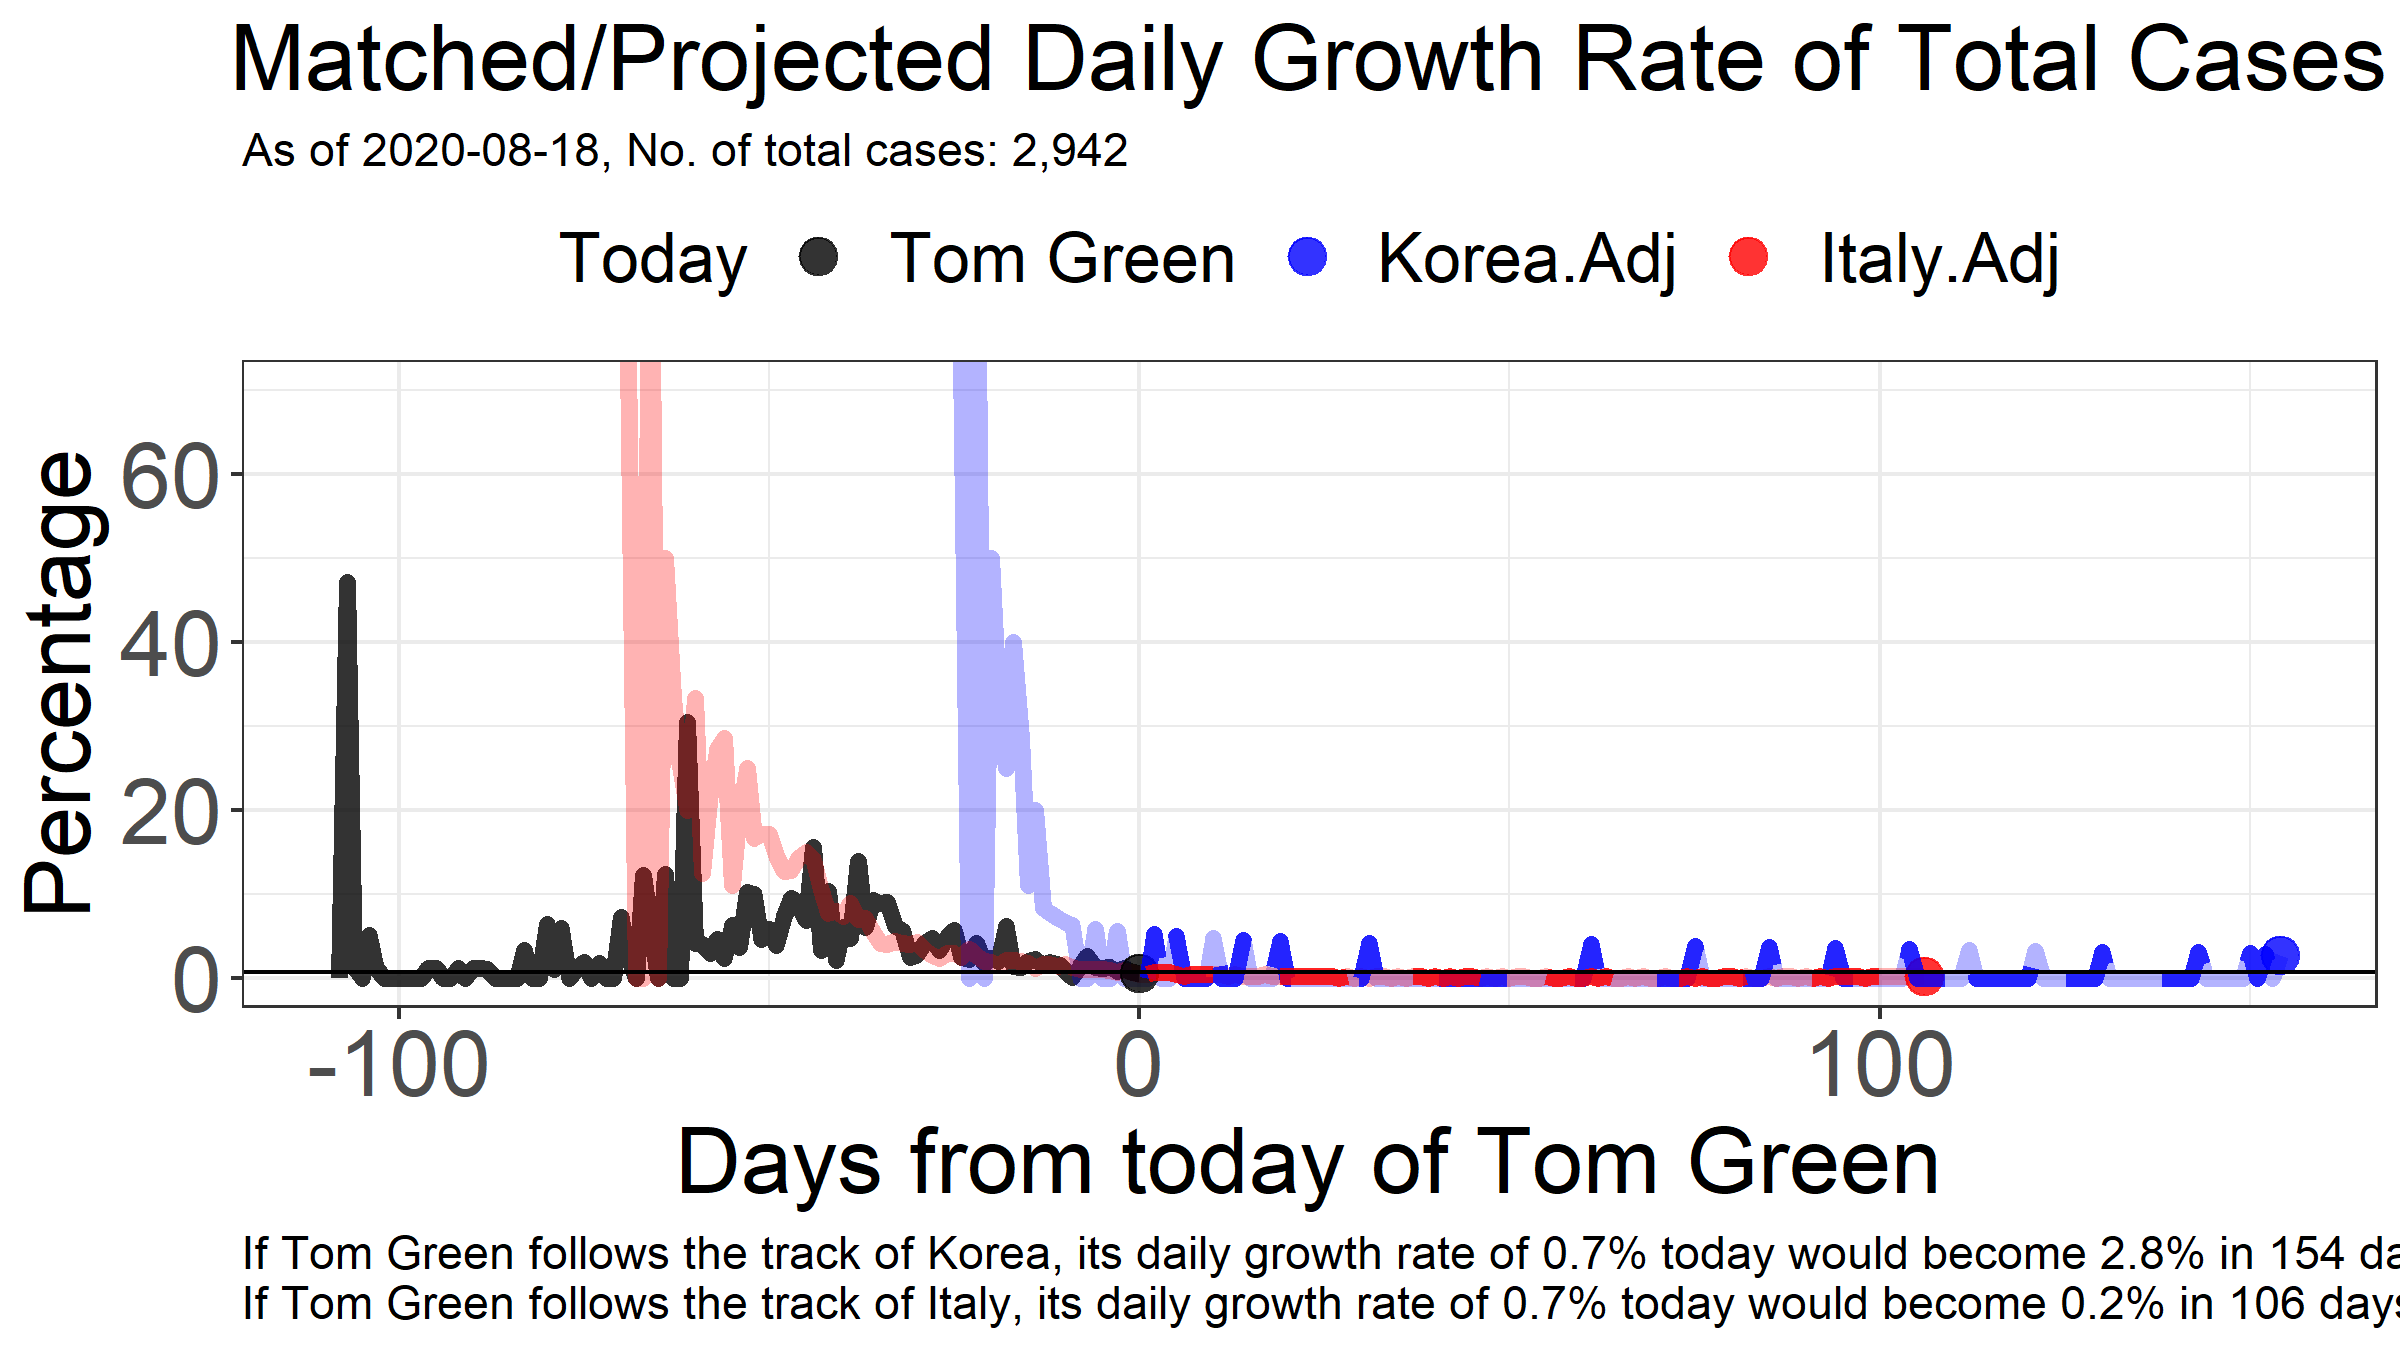 Matched/Projected Daily Growth Rate of Total Cases
As of 2020-08-18, No. of total cases: 2,942
Today Tom Green Korea.Adj Italy.Adj
Percentage
60
40
20
0
-100 0 100
Days from today of Tom Green
If Tom Green follows the track of Korea, its daily growth rate of 0.7% today would become 2.8% in 154
If Tom Green follows the track of Italy, its daily growth rate of 0.7% today would become 0.2% in 106 days